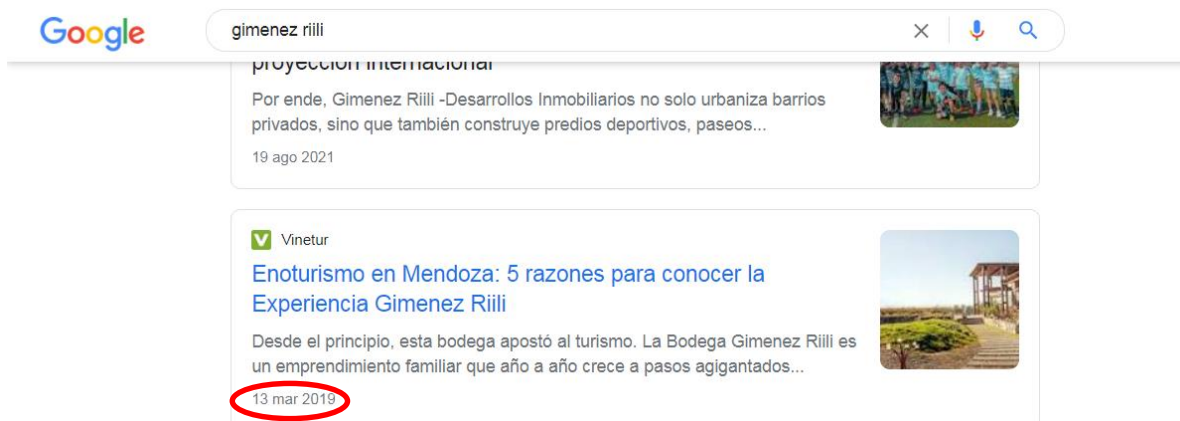 Google
gimenez riili
proyección internacional
Por ende, Gimenez Riili -Desarrollos Inmobiliarios no solo urbaniza barrios
privados, sino que también construye predios deportivos, paseos...
19 ago 2021
Vinetur
Enoturismo en Mendoza: 5 razones para conocer la
Experiencia Gimenez Riili
Desde el principio, esta bodega apostó al turismo. La Bodega Gimenez Riili es
un emprendimiento familiar que año a año crece a pasos agigantados...
13 mar 2019